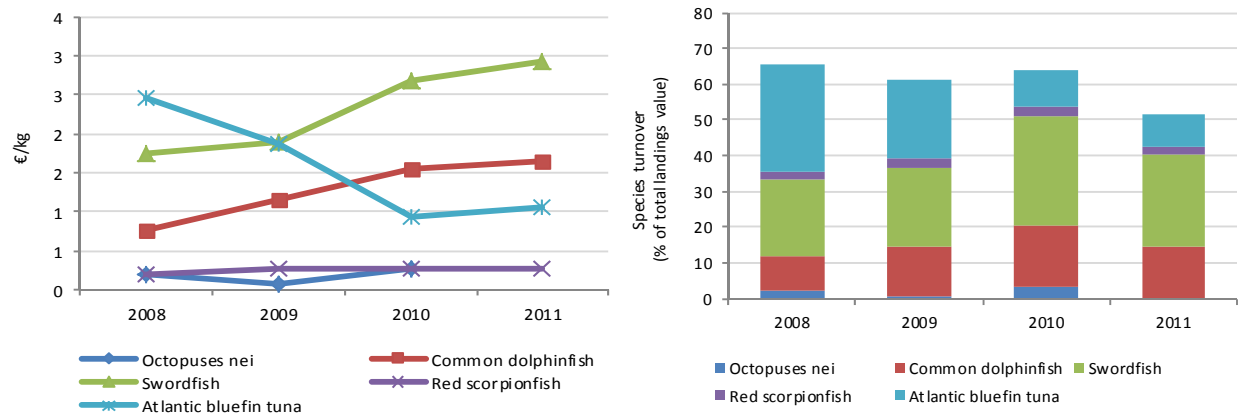 4
3
3
2
2
1
1
0
€/kg
2008 2009 2010 2011
Octopuses nei Common dolphinfish
Swordfish Red scorpionfish
Atlantic bluefin tuna
80
70
60
50
40
30
20
10
0
Species turnover
(% of total landings value)
2008 2009 2010 2011
Octopuses nei Common dolphinfish Swordfish
Red scorpionfish Atlantic bluefin tuna